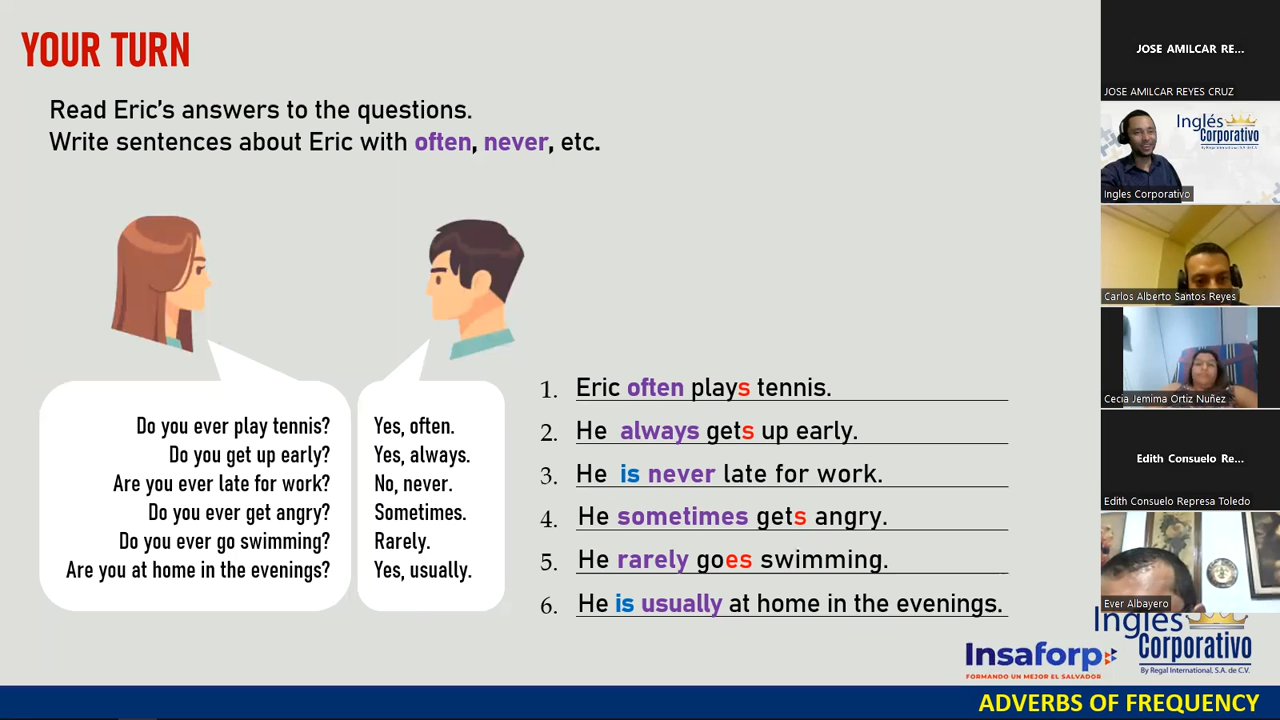 YOUR TURN
Read Eric's answers to the questions.
Write sentences about Eric with often, never, etc.
Do you ever play tennis?
Do you get up early?
Are you ever late for work?
Do you ever get angry?
Do you ever go swimming?
Are you at home in the evenings?
Yes, often.
Yes, always.
No, never.
Sometimes.
Rarely.
Yes, usually.
1. Eric often plays tennis.
2. He always gets up early.
3. He is never late for work.
4. He sometimes gets angry.
5. He rarely goes swimming.
6. He is usually at home in the evenings.
JOSE AMILCAR RE...
JOSE AMILCAR REYES CRUZ
Inglés
Corporativo
By Regal International, S.A. de C.V.
Ingles Corporativo
Carlos Alberto Santos Reyes
Cecia Jemima Ortiz Nuñez
Edith Consuelo Re...
Edith Consuelo Represa Toledo
Ever Albayero
Insaforp
FORMANDO UN MEJOR EL SALVADOR
Inglés
Corporativo
By Regal International, S.A. de C.V.
ADVERBS OF FREQUENCY